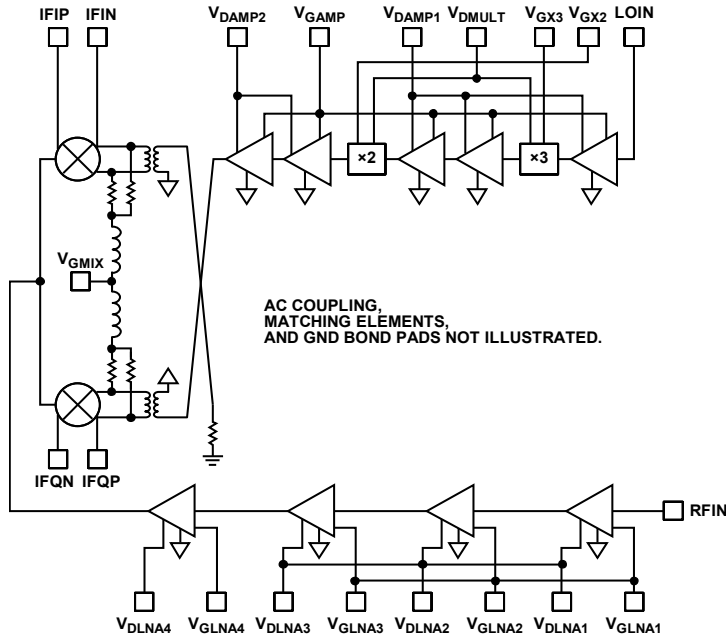 IFIP IFIN VDAMP2 VGAMP VDAMP1 VDMULT VGX3 VGX2 LOIN
×2 ×3
VGMIX
AC COUPLING,
MATCHING ELEMENTS,
AND GND BOND PADS NOT ILLUSTRATED.
IFQN IFQP
RFIN
VDLNA4 VGLNA4 VDLNA3 VGLNA3 VDLNA2 VGLNA2 VDLNA1 VGLNA1